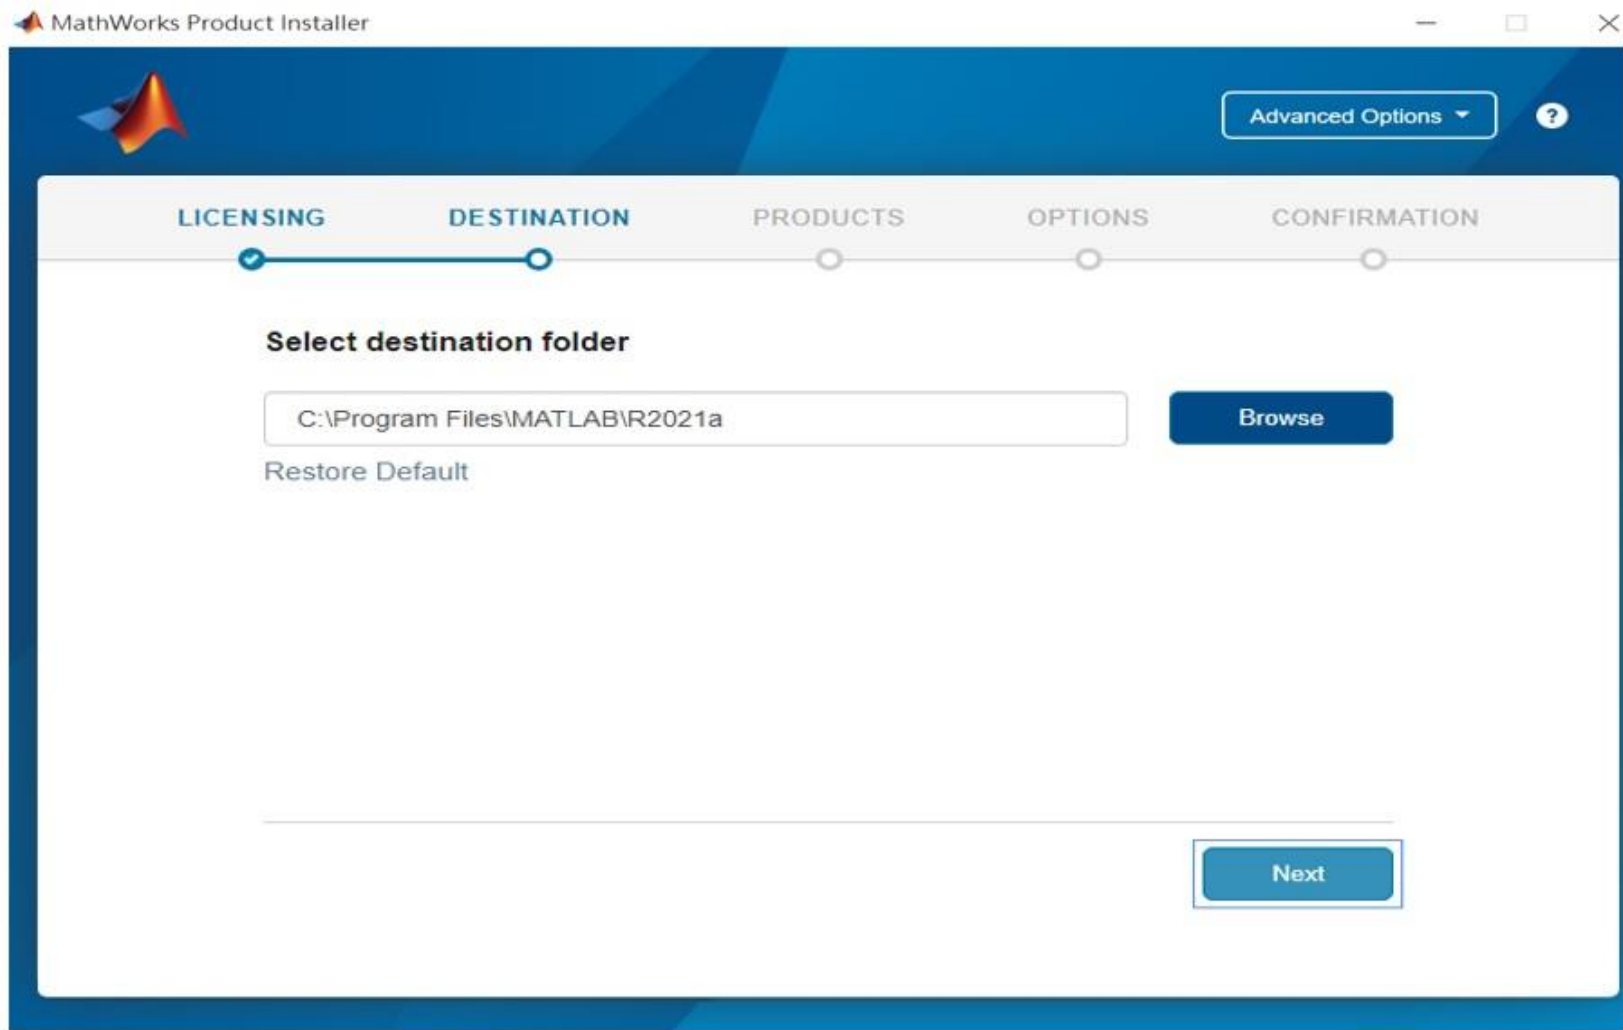 MathWorks Product Installer
Advanced Options
?
LICENSING DESTINATION PRODUCTS OPTIONS CONFIRMATION
Select destination folder
C:\Program Files\MATLAB\R2021a
Browse
Restore Default
Next